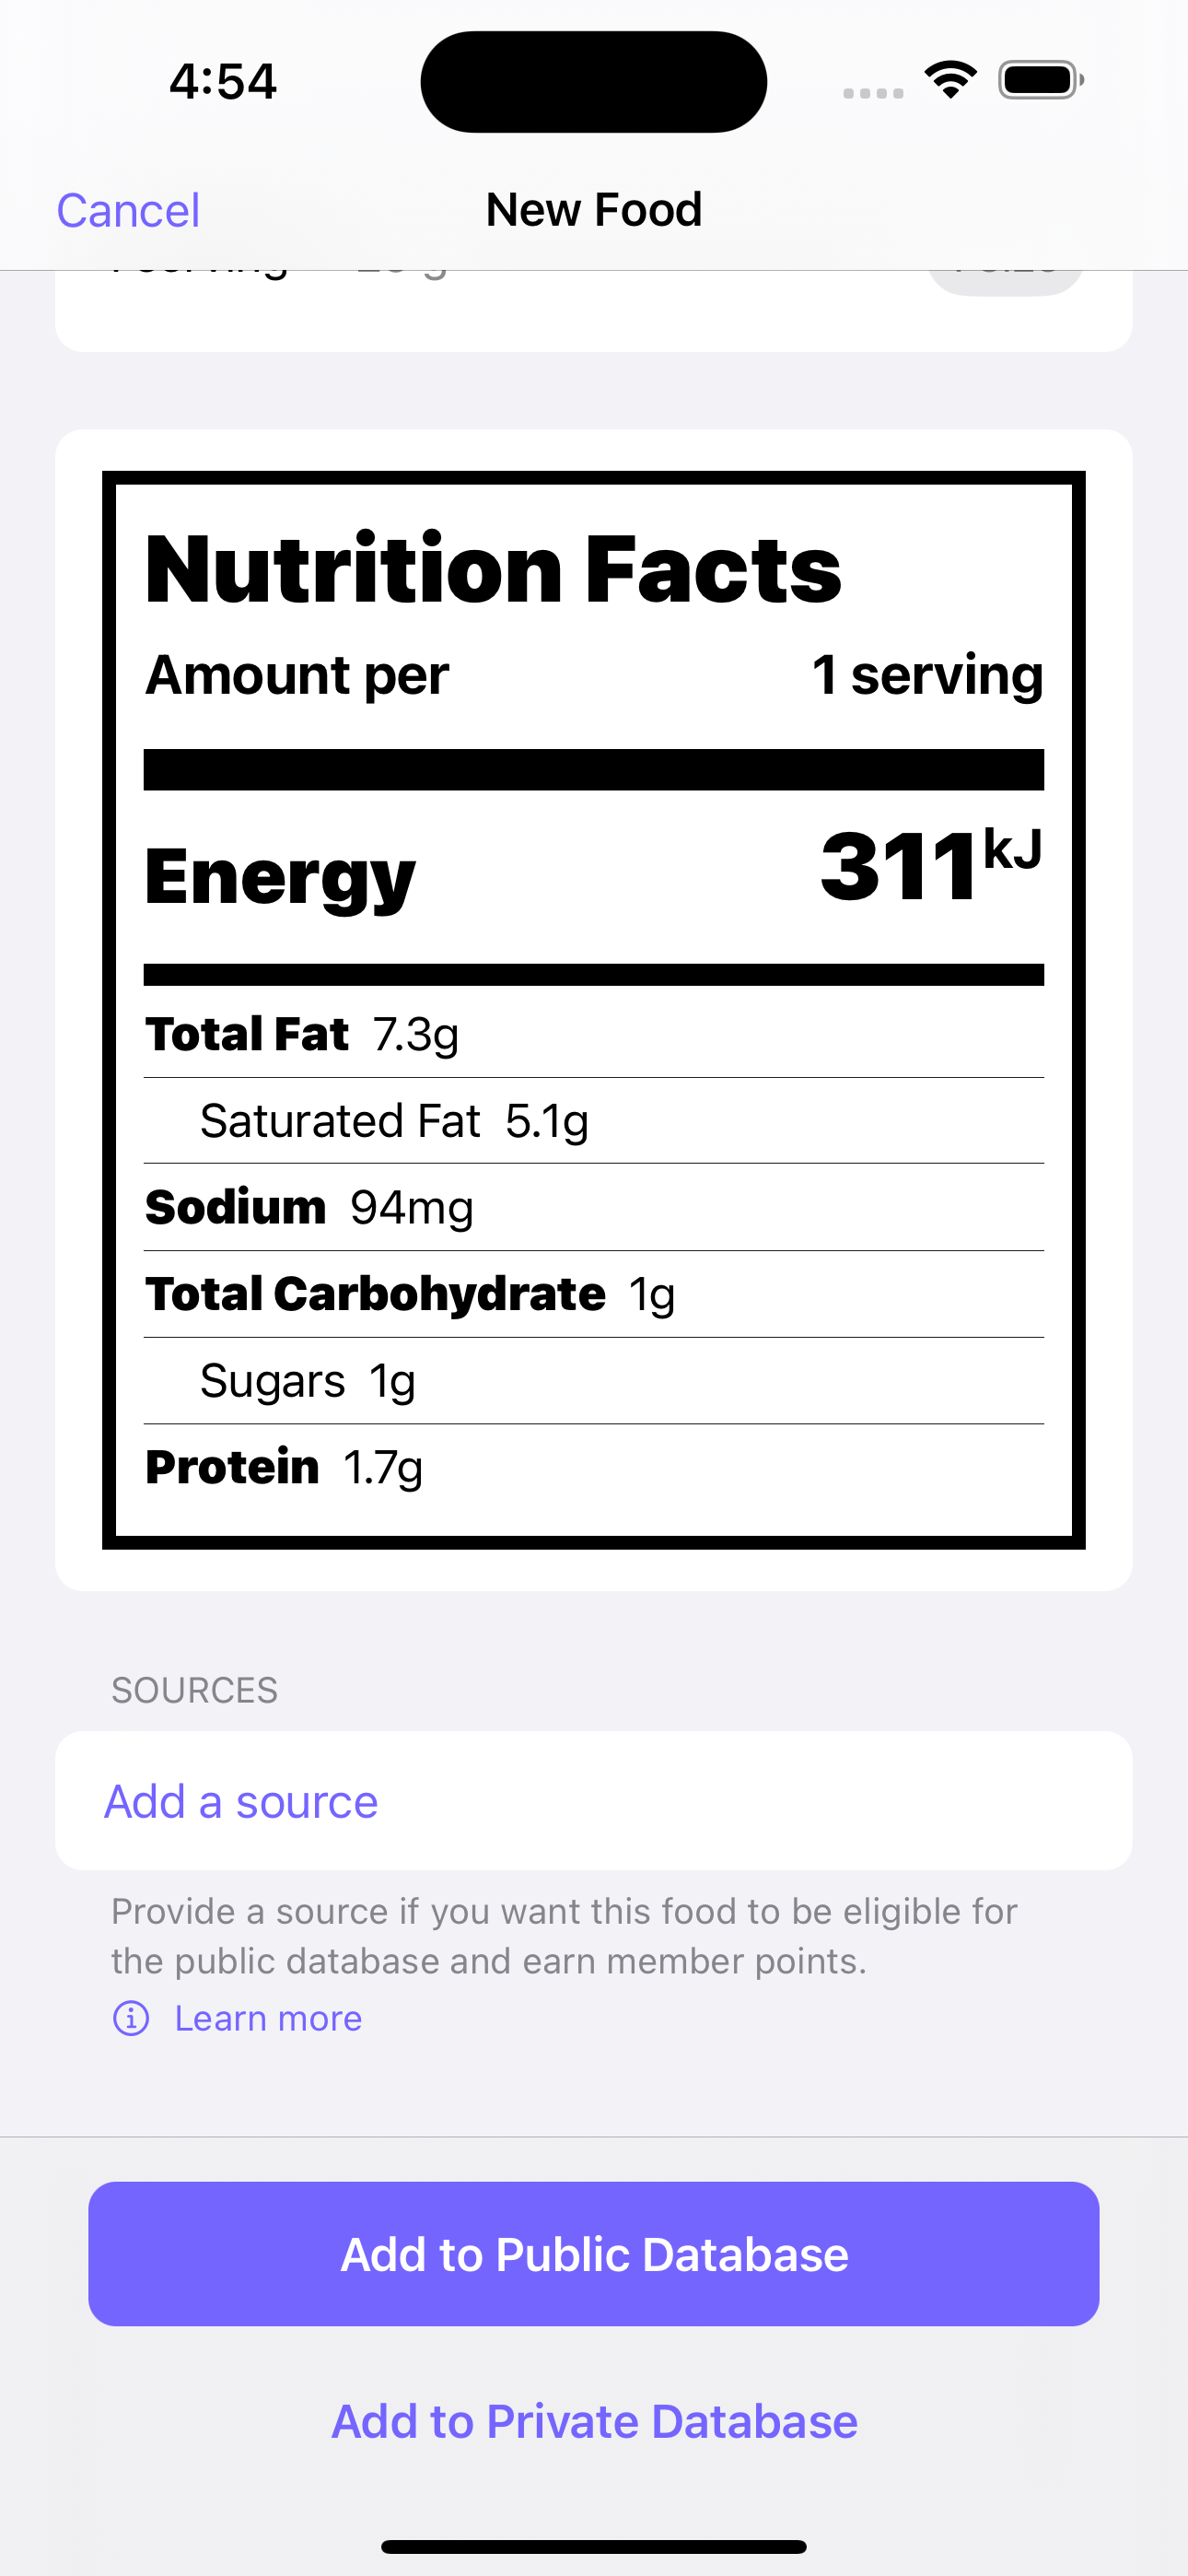 4:54
Cancel
New Food
Nutrition Facts
Amount per 1 serving
Energy 311kJ
Total Fat 7.3g
Saturated Fat 5.1g
Sodium 94mg
Total Carbohydrate 1g
Sugars 1g
Protein 1.7g
SOURCES
Add a source
Provide a source if you want this food to be eligible for
the public database and earn member points.
Learn more
Add to Public Database
Add to Private Database